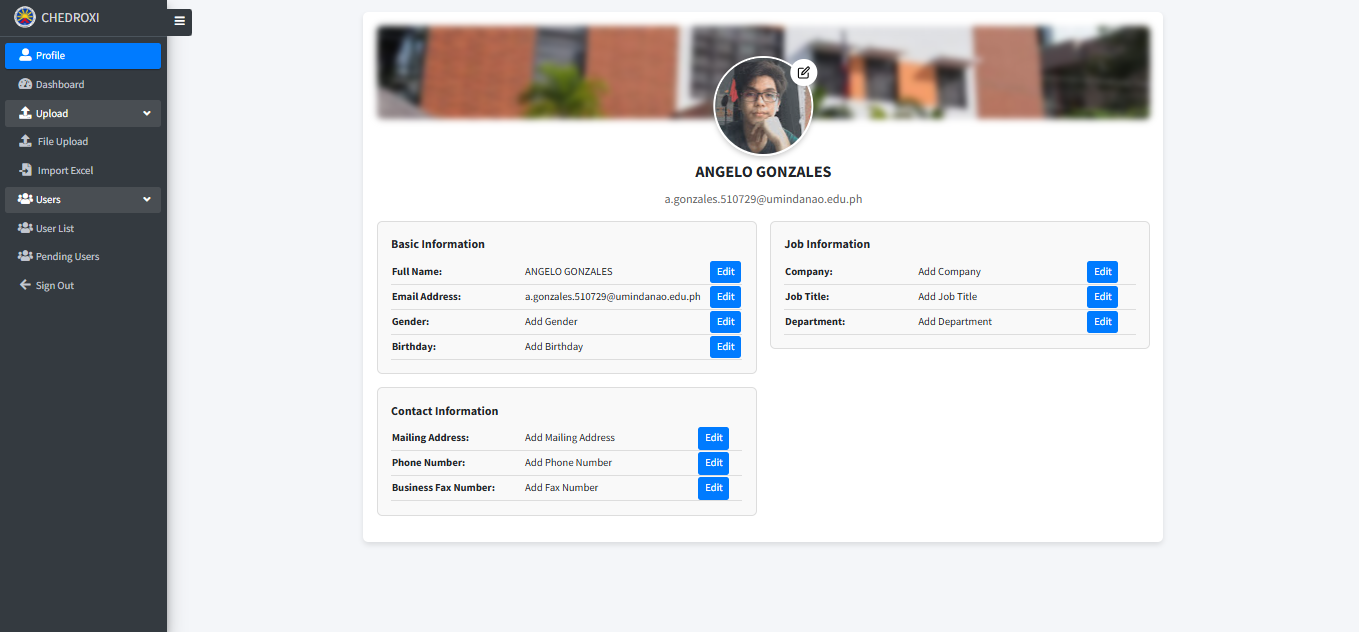 CHEDROXI
Profile
Dashboard
Upload
File Upload
Import Excel
Users
User List
Pending Users
Sign Out
ANGELO GONZALES
a.gonzales.510729@umindanao.edu.ph
Basic Information
Full Name: ANGELO GONZALES Edit
Email Address: a.gonzales.510729@umindanao.edu.ph Edit
Gender: Add Gender Edit
Birthday: Add Birthday Edit
Job Information
Company: Add Company Edit
Job Title: Add Job Title Edit
Department: Add Department Edit
Contact Information
Mailing Address: Add Mailing Address Edit
Phone Number: Add Phone Number Edit
Business Fax Number: Add Fax Number Edit